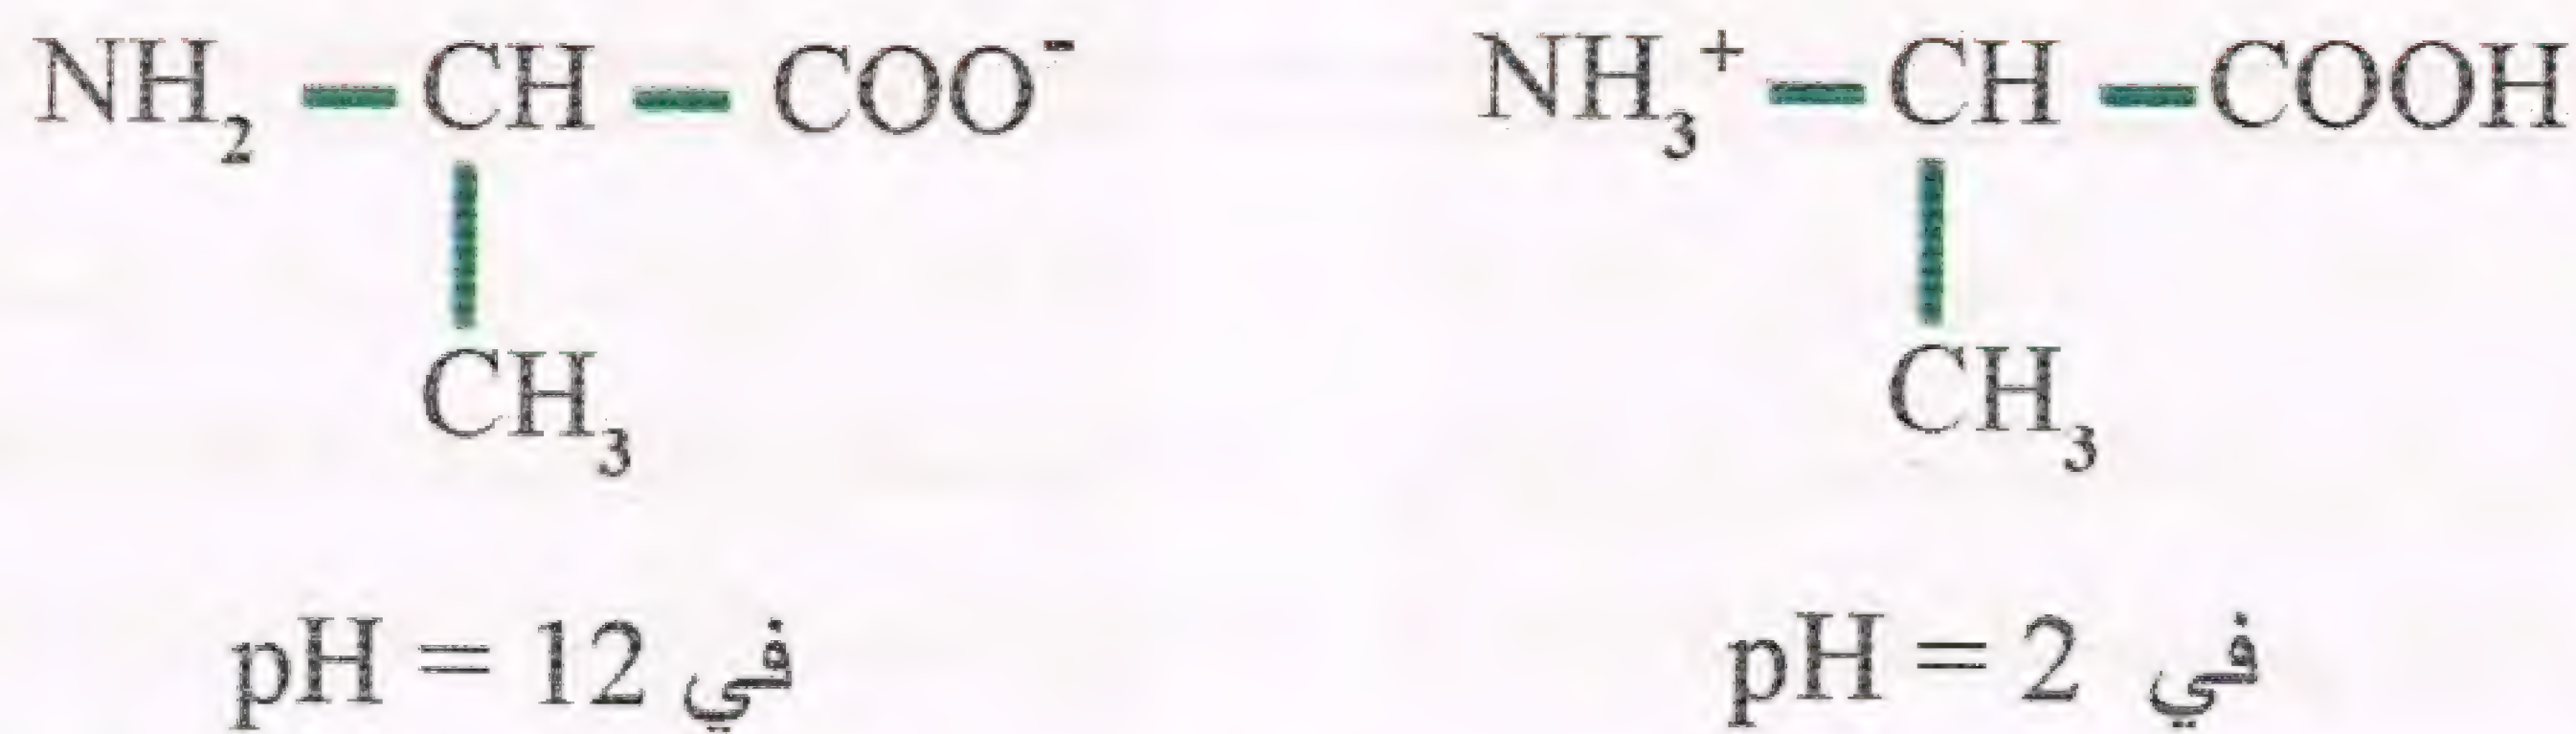 NH₂ — CH — COO⁻
CH₃
في pH = 12
NH₃⁺ — CH — COOH
CH₃
في pH = 2